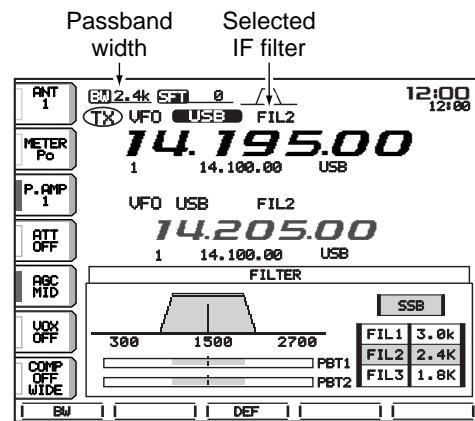 Passband width
Selected IF filter
ANT 1
BW 2.4k SFT 0
12:00
12:00
TX VFO USB FIL2
METER Po
14.195.00
1 14.100.00 USB
P.AMP 1
VFO USB FIL2
ATT OFF
14.205.00
1 14.100.00 USB
AGC MID
FILTER
SSB
VOX OFF
300 1500 2700
FIL1 3.0k
FIL2 2.4K
FIL3 1.8K
PBT1
PBT2
COMP OFF WIDE
BW DEF